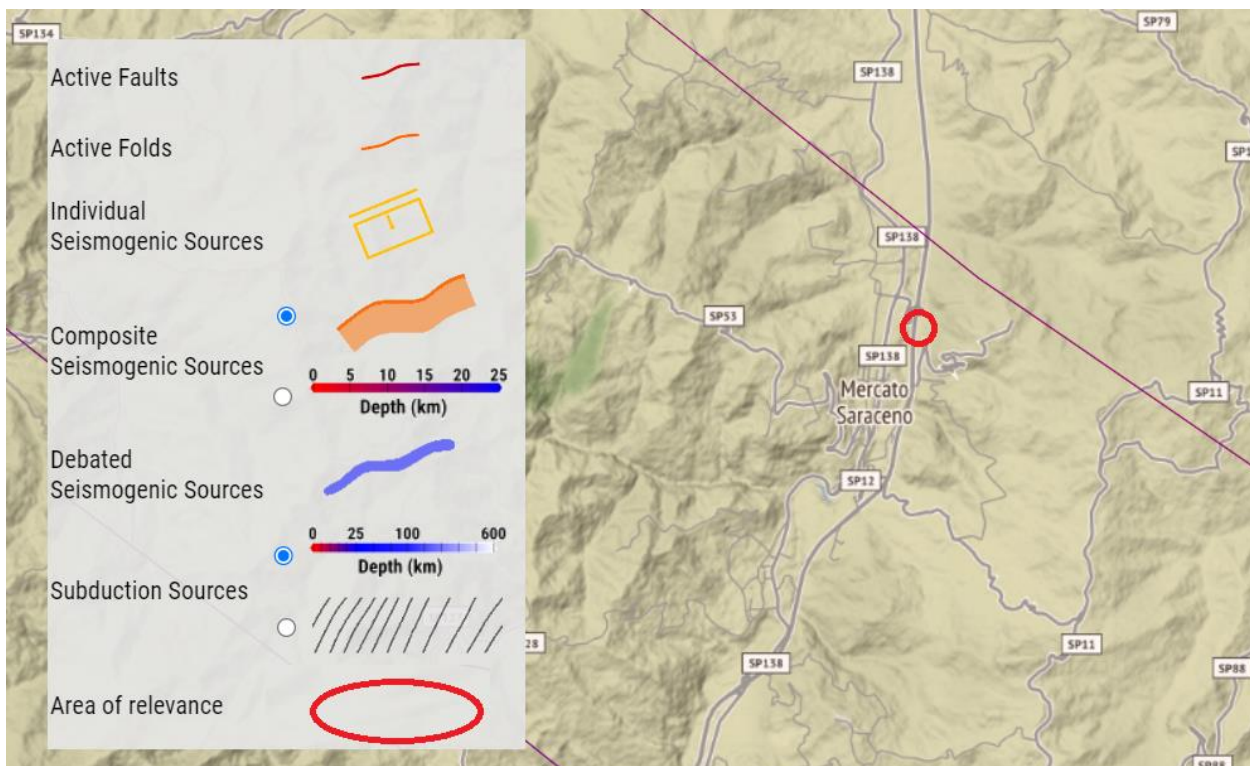 SP134
Active Faults
Active Folds
Individual
Seismogenic Sources
Composite
Seismogenic Sources
0 5 10 15 20 25
Depth (km)
Debated
Seismogenic Sources
0 25 100 600
Depth (km)
Subduction Sources
Area of relevance
SP79
SP138
SP138
SP53
SP138
Mercato
Saraceno
SP11
SP12
28
SP11
SP138
SP88